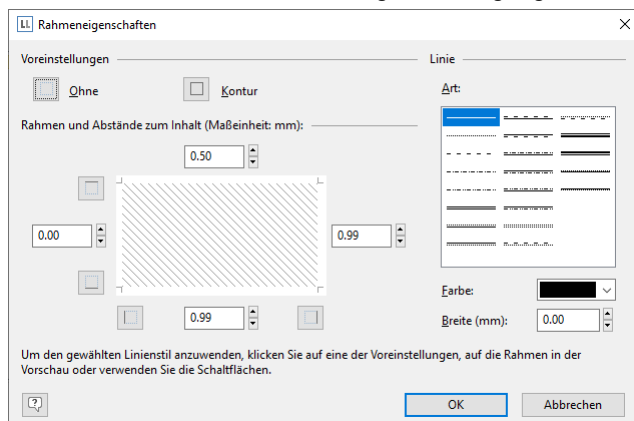 LL Rahmeneigenschaften
Voreinstellungen
Ohne
Kontur
Rahmen und Abstände zum Inhalt (Maßeinheit: mm):
0.50
0.00
0.99
0.99
Linie
Art:
Farbe:
Breite (mm):
0.00
Um den gewählten Linienstil anzuwenden, klicken Sie auf eine der Voreinstellungen, auf die Rahmen in der
Vorschau oder verwenden Sie die Schaltflächen.
?
OK
Abbrechen